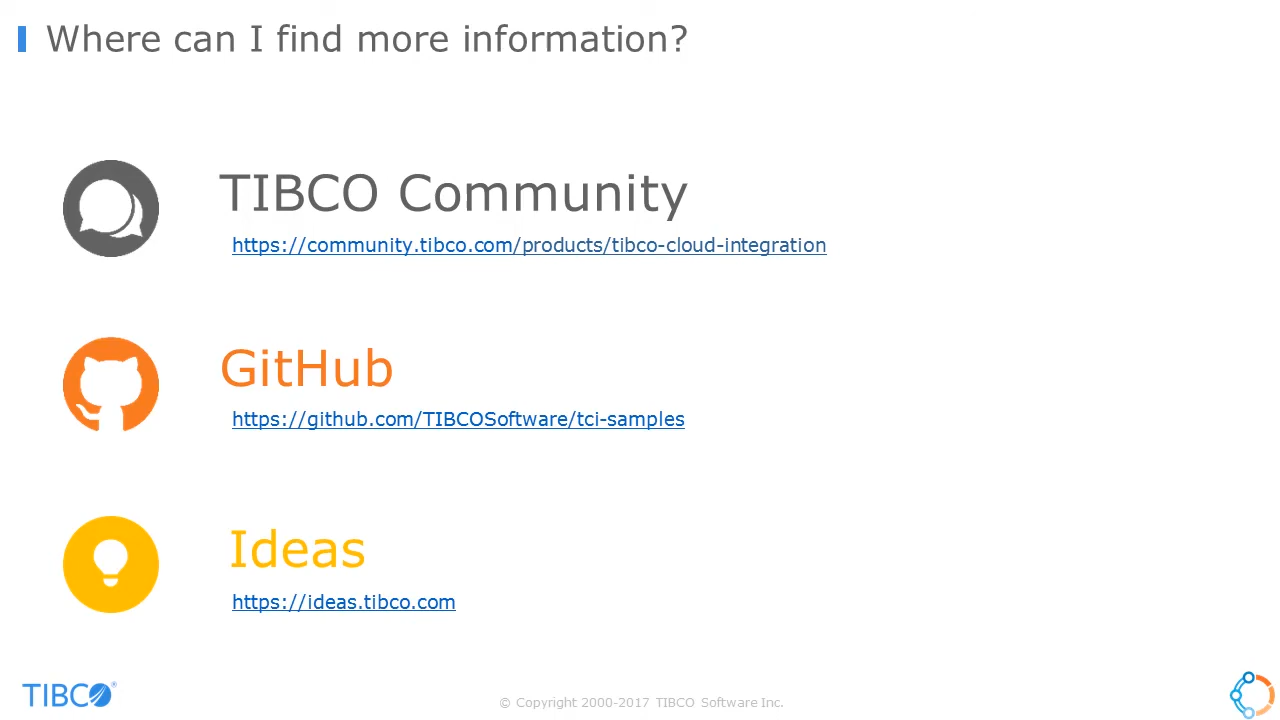 Where can I find more information?
TIBCO Community
https://community.tibco.com/products/tibco-cloud-integration
GitHub
https://github.com/TIBCOSoftware/tci-samples
Ideas
https://ideas.tibco.com
TIBCO®
© Copyright 2000-2017 TIBCO Software Inc.